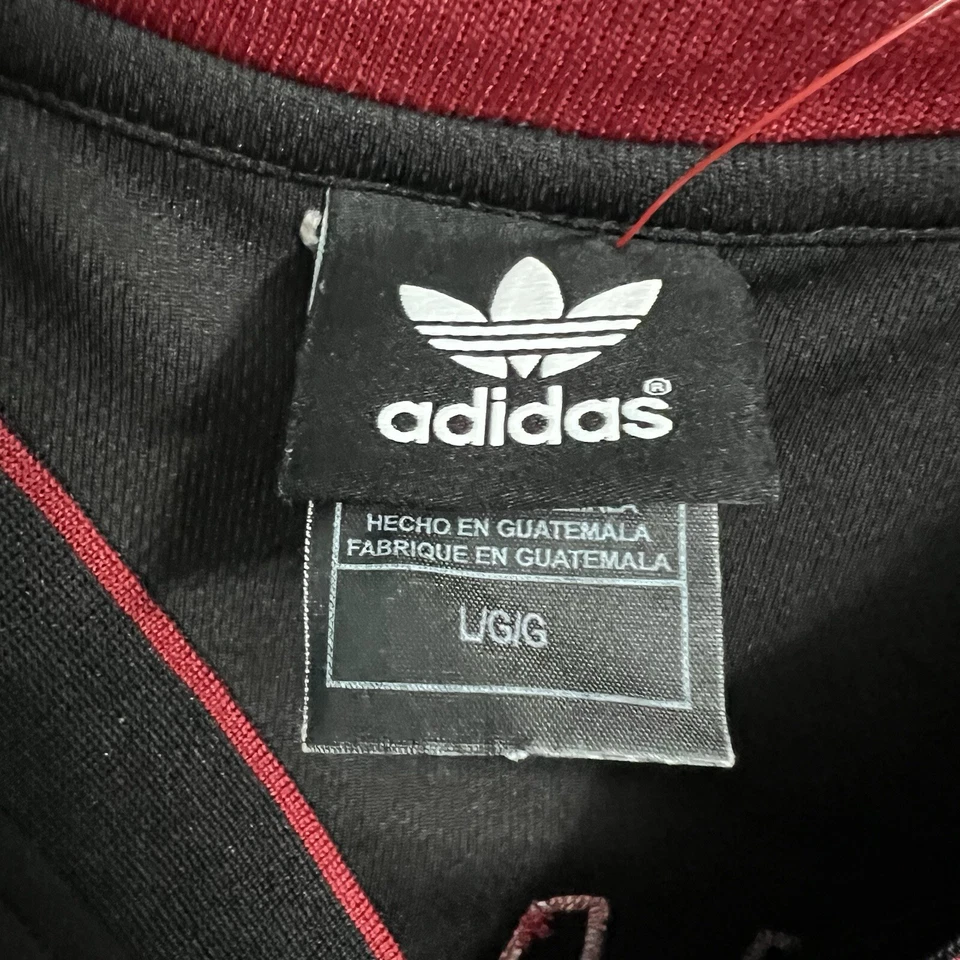 adidas®
HECHO EN GUATEMALA
FABRIQUE EN GUATEMALA
L/G/G